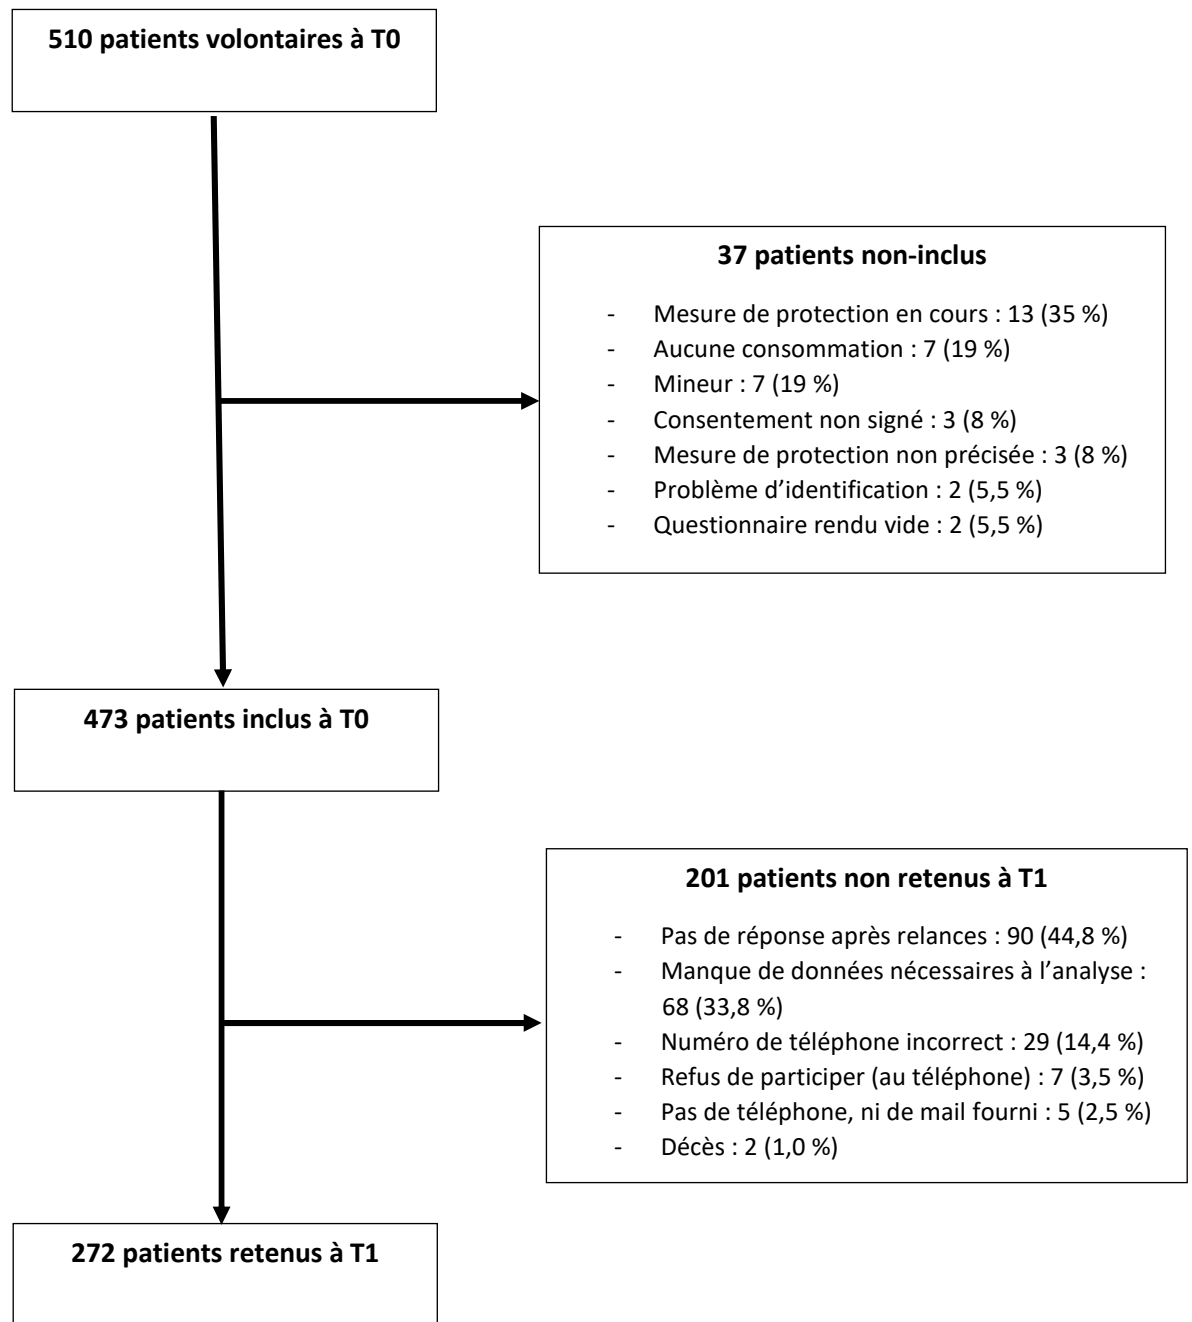 510 patients volontaires à T0
37 patients non-inclus
- Mesure de protection en cours : 13 (35 %)
- Aucune consommation : 7 (19 %)
- Mineur : 7 (19 %)
- Consentement non signé : 3 (8 %)
- Mesure de protection non précisée : 3 (8 %)
- Problème d’identification : 2 (5,5 %)
- Questionnaire rendu vide : 2 (5,5 %)
473 patients inclus à T0
201 patients non retenus à T1
- Pas de réponse après relances : 90 (44,8 %)
- Manque de données nécessaires à l’analyse :
68 (33,8 %)
- Numéro de téléphone incorrect : 29 (14,4 %)
- Refus de participer (au téléphone) : 7 (3,5 %)
- Pas de téléphone, ni de mail fourni : 5 (2,5 %)
- Décès : 2 (1,0 %)
272 patients retenus à T1